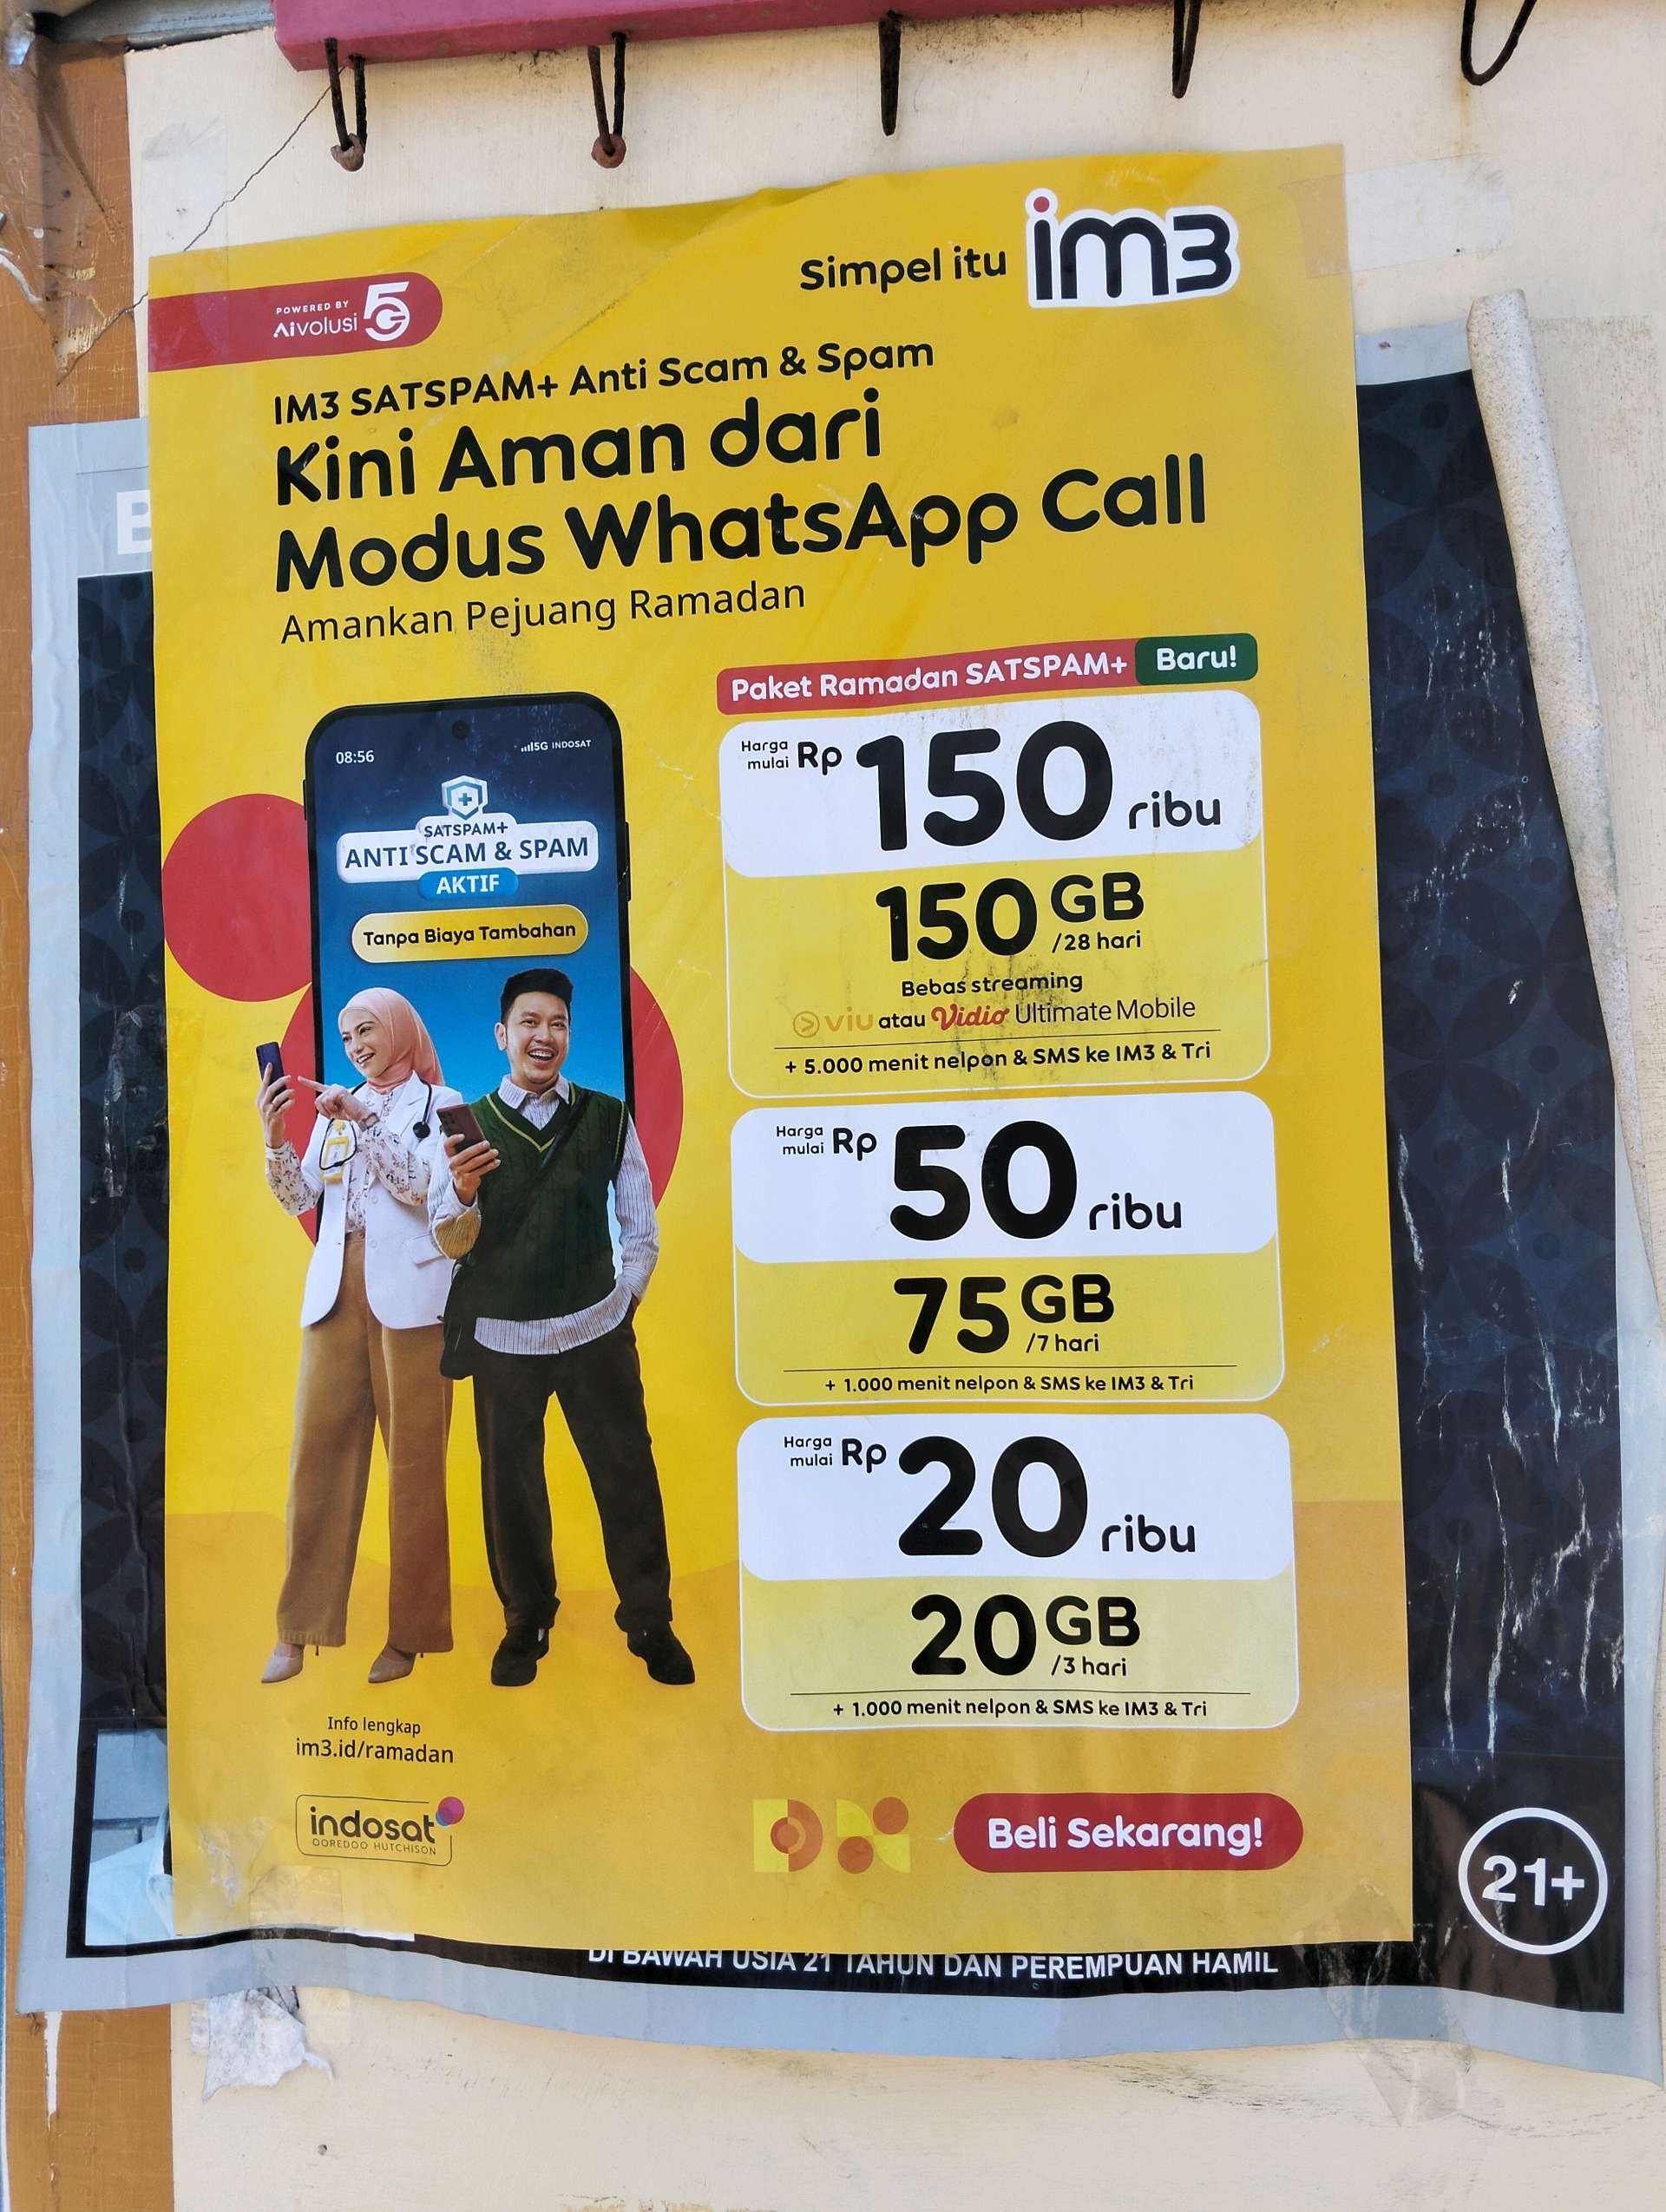 Simpel itu im3
POWERED BY
Aivolusi 5G
IM3 SATSPAM+ Anti Scam & Spam
Kini Aman dari
Modus WhatsApp Call
Amankan Pejuang Ramadan
08:56 5G INDOSAT
SATSPAM+
ANTI SCAM & SPAM
AKTIF
Tanpa Biaya Tambahan
Paket Ramadan SATSPAM+ Baru!
Harga mulai Rp 150 ribu
150 GB
/28 hari
Bebas streaming
viu atau Vidio Ultimate Mobile
+ 5.000 menit nelpon & SMS ke IM3 & Tri
Harga mulai Rp 50 ribu
75 GB
/7 hari
+ 1.000 menit nelpon & SMS ke IM3 & Tri
Harga mulai Rp 20 ribu
20 GB
/3 hari
+ 1.000 menit nelpon & SMS ke IM3 & Tri
Info lengkap
im3.id/ramadan
indosat
OOREDOO HUTCHISON
Beli Sekarang!
21+
DI BAWAH USIA 21 TAHUN DAN PEREMPUAN HAMIL